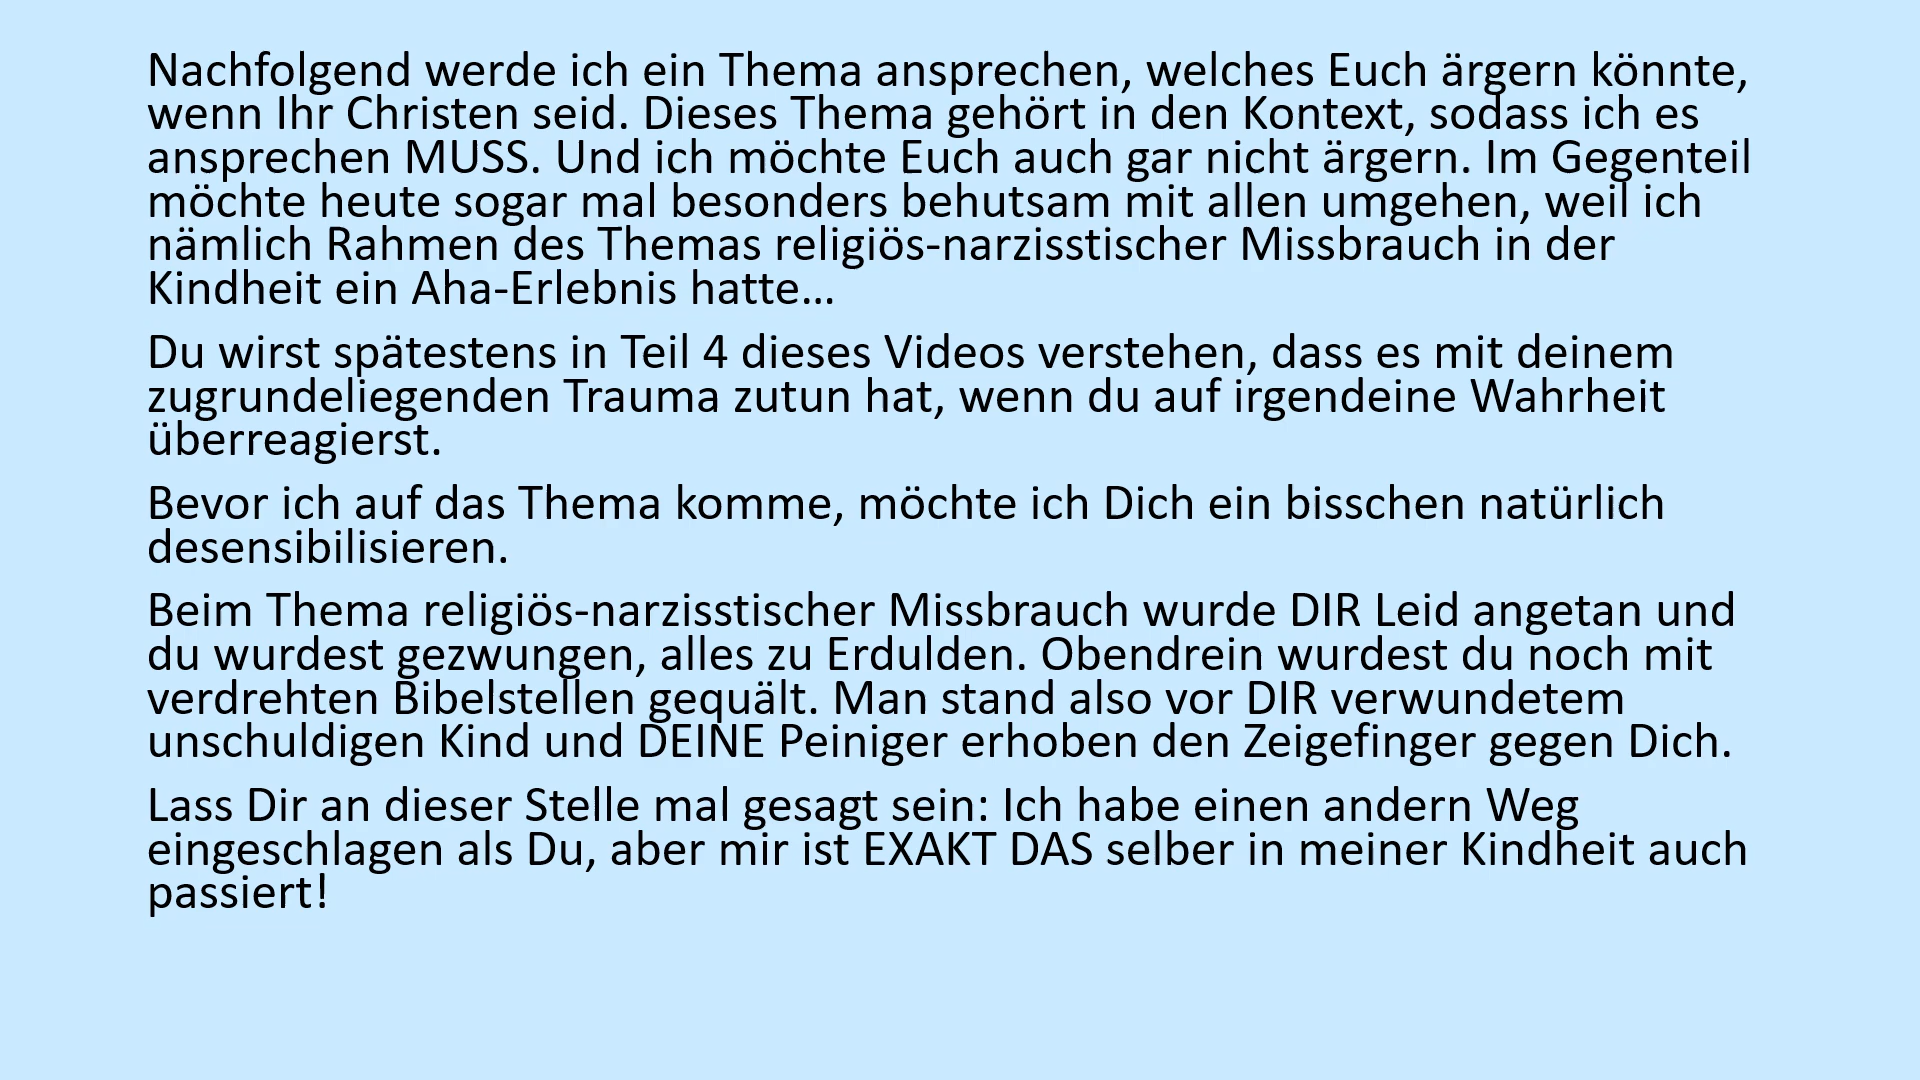 Nachfolgend werde ich ein Thema ansprechen, welches Euch ärgern könnte,
wenn Ihr Christen seid. Dieses Thema gehört in den Kontext, sodass ich es
ansprechen MUSS. Und ich möchte Euch auch gar nicht ärgern. Im Gegenteil
möchte heute sogar mal besonders behutsam mit allen umgehen, weil ich
nämlich Rahmen des Themas religiös-narzisstischer Missbrauch in der
Kindheit ein Aha-Erlebnis hatte...
Du wirst spätestens in Teil 4 dieses Videos verstehen, dass es mit deinem
zugrundeliegenden Trauma zutun hat, wenn du auf irgendeine Wahrheit
überreagierst.
Bevor ich auf das Thema komme, möchte ich Dich ein bisschen natürlich
desensibilisieren.
Beim Thema religiös-narzisstischer Missbrauch wurde DIR Leid angetan und
du wurdest gezwungen, alles zu Erdulden. Obendrein wurdest du noch mit
verdrehten Bibelstellen gequält. Man stand also vor DIR verwundetem
unschuldigen Kind und DEINE Peiniger erhoben den Zeigefinger gegen Dich.
Lass Dir an dieser Stelle mal gesagt sein: Ich habe einen andern Weg
eingeschlagen als Du, aber mir ist EXAKT DAS selber in meiner Kindheit auch
passiert!